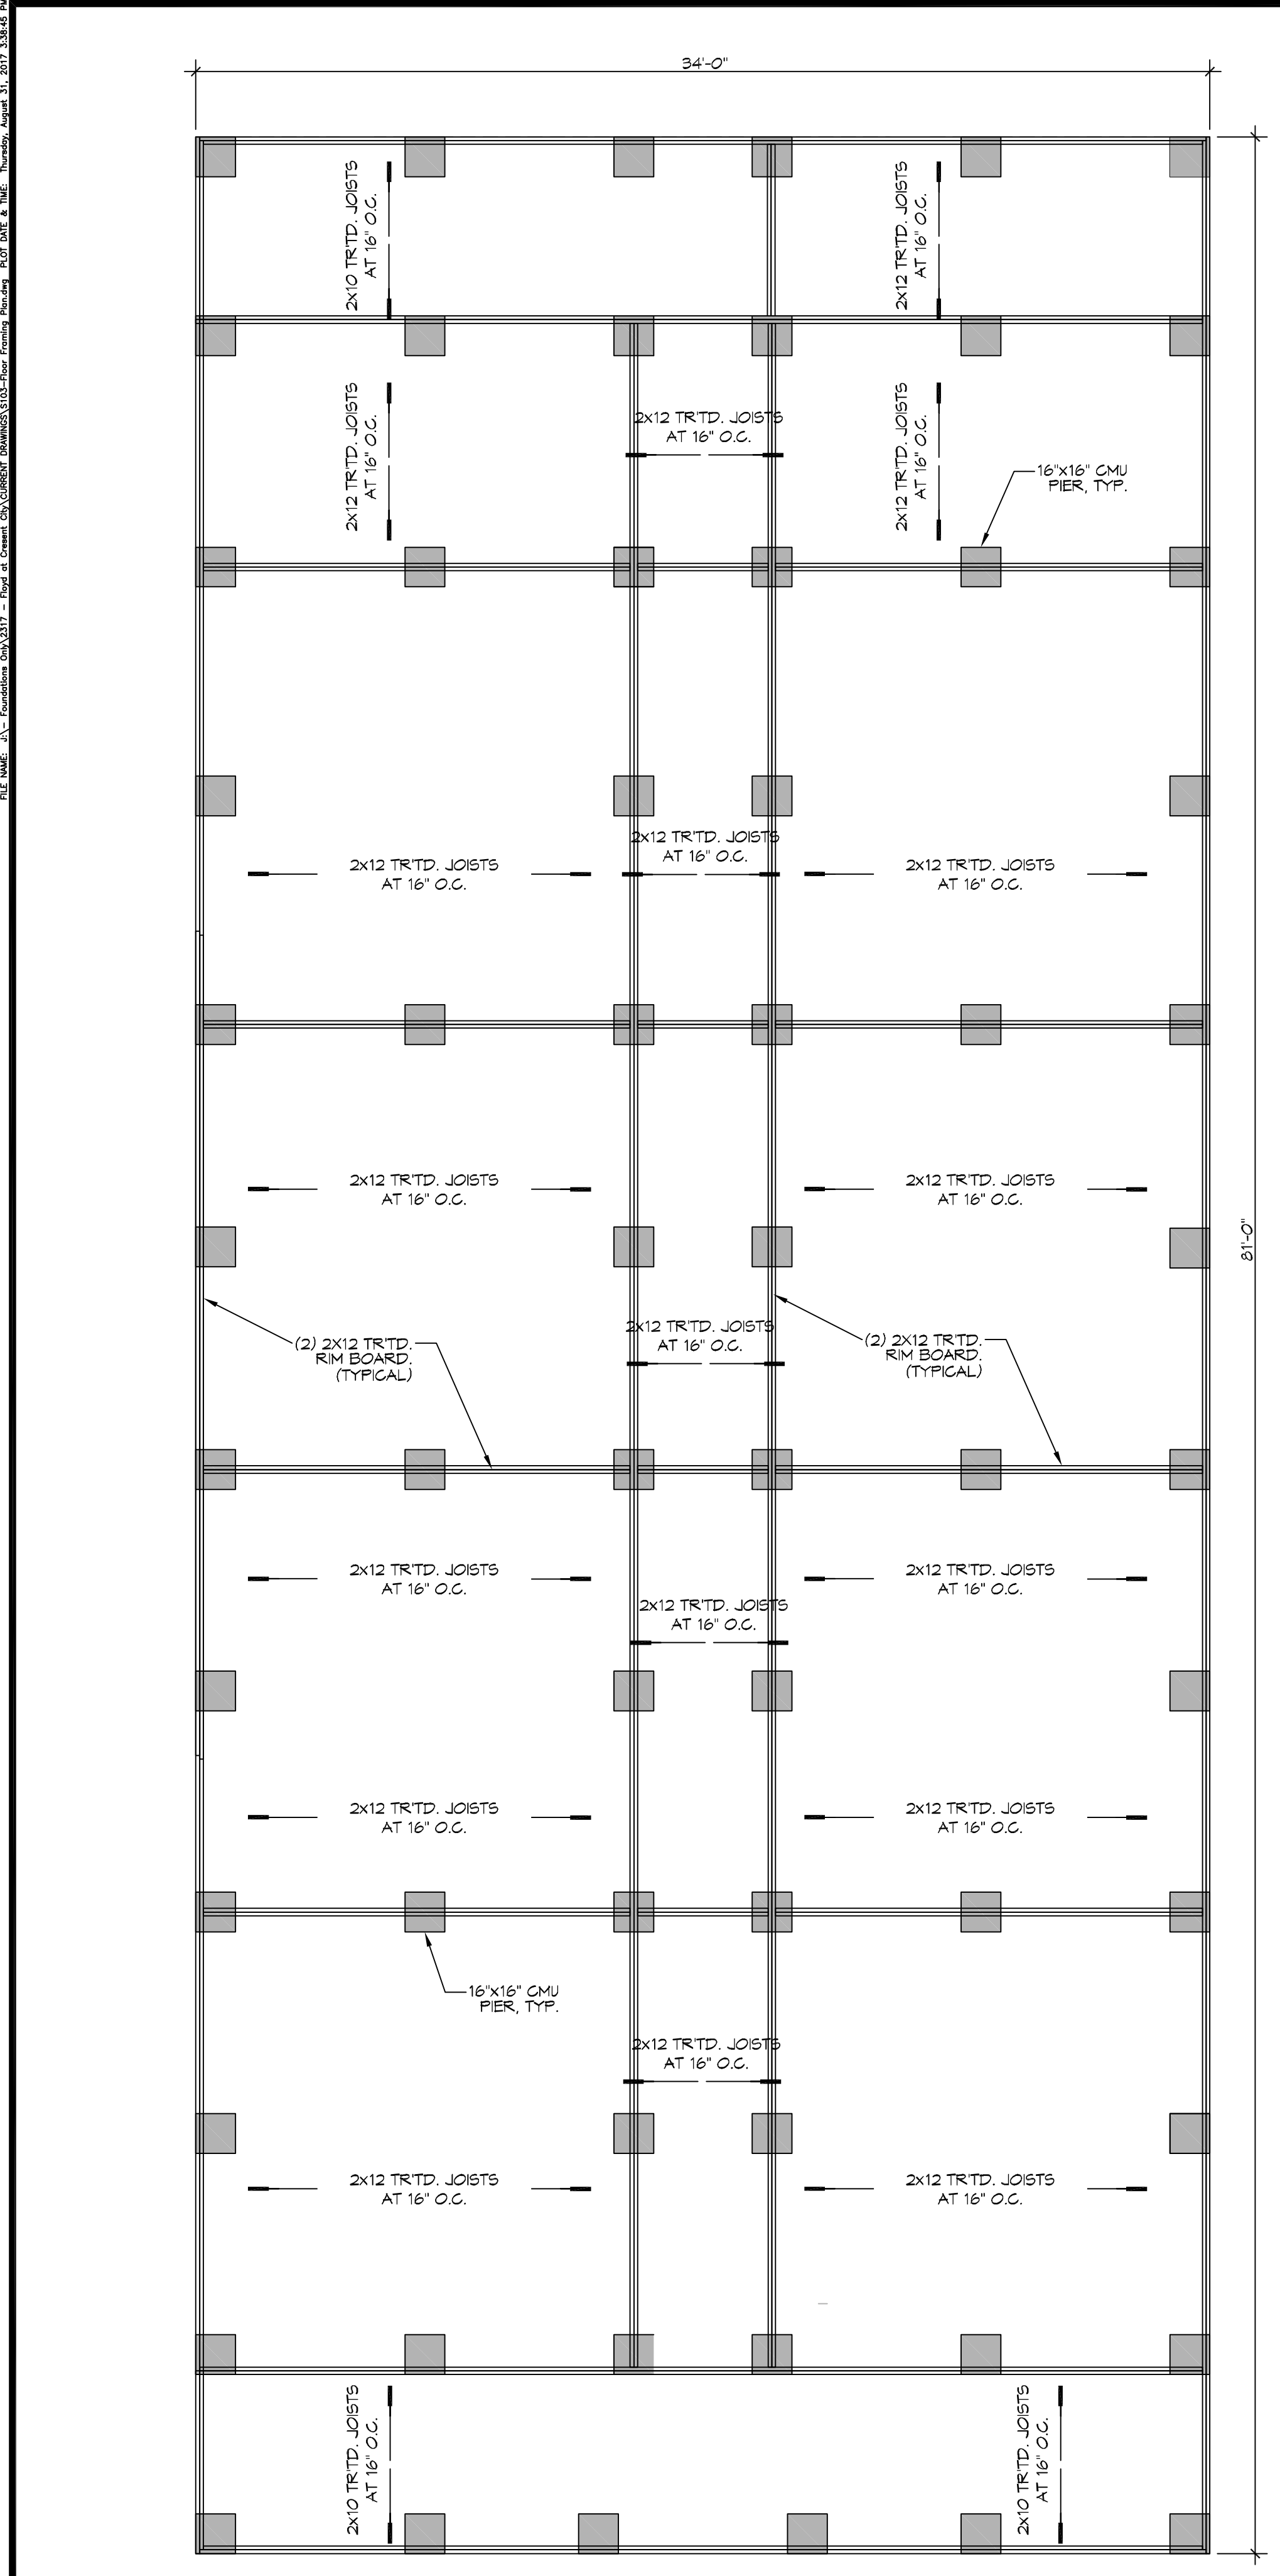 FILE NAME: J:\- Foundations Only\2317 - Floyd at Cresent City\CURRENT DRAWINGS\S103-Floor Framing Plan.dwg PLOT DATE & TIME: Thursday, August 31, 2017 3:38:45 PM
34'-0"
2x10 TR'TD. JOISTS
AT 16" O.C.
2x12 TR'TD. JOISTS
AT 16" O.C.
2x12 TR'TD. JOISTS
AT 16" O.C.
2x12 TR'TD. JOISTS
AT 16" O.C.
2x12 TR'TD. JOISTS
AT 16" O.C.
16"x16" CMU
PIER, TYP.
2x12 TR'TD. JOISTS
AT 16" O.C.
2x12 TR'TD. JOISTS
AT 16" O.C.
2x12 TR'TD. JOISTS
AT 16" O.C.
2x12 TR'TD. JOISTS
AT 16" O.C.
2x12 TR'TD. JOISTS
AT 16" O.C.
81'-0"
2x12 TR'TD. JOISTS
AT 16" O.C.
(2) 2X12 TR'TD.
RIM BOARD.
(TYPICAL)
(2) 2X12 TR'TD.
RIM BOARD.
(TYPICAL)
2x12 TR'TD. JOISTS
AT 16" O.C.
2x12 TR'TD. JOISTS
AT 16" O.C.
2x12 TR'TD. JOISTS
AT 16" O.C.
2x12 TR'TD. JOISTS
AT 16" O.C.
2x12 TR'TD. JOISTS
AT 16" O.C.
16"x16" CMU
PIER, TYP.
2x12 TR'TD. JOISTS
AT 16" O.C.
2x12 TR'TD. JOISTS
AT 16" O.C.
2x12 TR'TD. JOISTS
AT 16" O.C.
2x10 TR'TD. JOISTS
AT 16" O.C.
2x10 TR'TD. JOISTS
AT 16" O.C.